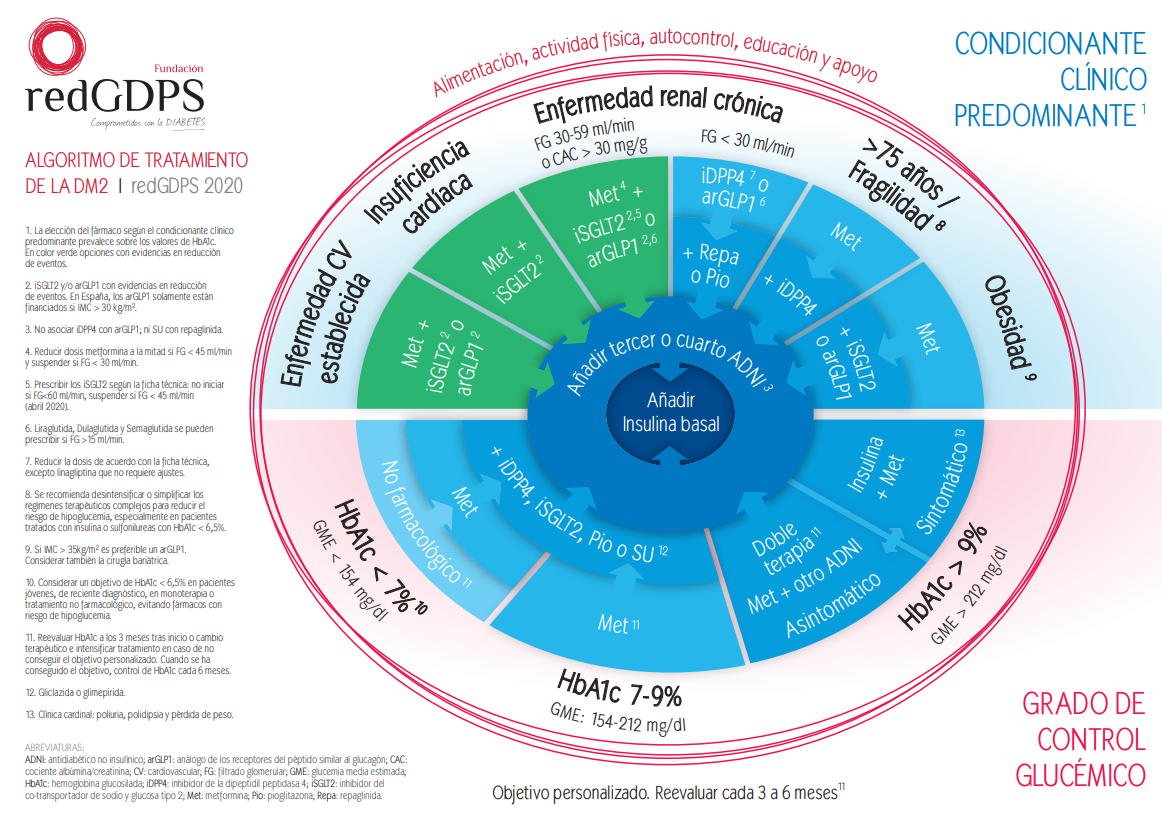 Fundación
redGDPS
Comprometidos con la DIABETES
ALGORITMO DE TRATAMIENTO
DE LA DM2 | redGDPS 2020
1. La elección del fármaco según el condicionante clínico
predominante prevalece sobre los valores de HbA1c.
En color verde opciones con evidencias en reducción
de eventos.
2. iSGLT2 y/o arGLP1 con evidencias en reducción
de eventos. En España, los arGLP1 solamente están
financiados si IMC > 30 kg/m².
3. No asociar iDPP4 con arGLP1; ni SU con repaglinida.
4. Reducir dosis metformina a la mitad si FG < 45 ml/min
y suspender si FG < 30 ml/min.
5. Prescribir los iSGLT2 según la ficha técnica: no iniciar
si FG<60 ml/min, suspender si FG < 45 ml/min
(abril 2020).
6. Liraglutida, Dulaglutida y Semaglutida se pueden
prescribir si FG >15 ml/min.
7. Reducir la dosis de acuerdo con la ficha técnica,
excepto linagliptina que no requiere ajustes.
8. Se recomienda desintensificar o simplificar los
regímenes terapéuticos complejos para reducir el
riesgo de hipoglucemia, especialmente en pacientes
tratados con insulina o sulfonilureas con HbA1c < 6,5%.
9. Si IMC > 35kg/m² es preferible un arGLP1.
Considerar también la cirugía bariátrica.
10. Considerar un objetivo de HbA1c < 6,5% en pacientes
jóvenes, de reciente diagnóstico, en monoterapia o
tratamiento no farmacológico, evitando fármacos con
riesgo de hipoglucemia.
11. Reevaluar HbA1c a los 3 meses tras inicio o cambio
terapéutico e intensificar tratamiento en caso de no
conseguir el objetivo personalizado. Cuando se ha
conseguido el objetivo, control de HbA1c cada 6 meses.
12. Gliclazida o glimepirida.
13. Clínica cardinal: poliuria, polidipsia y pérdida de peso.
ABREVIATURAS:
ADNI: antidiabético no insulínico; arGLP1: análogo de los receptores del péptido similar al glucagón; CAC:
cociente albúmina/creatinina; CV: cardiovascular; FG: filtrado glomerular; GME: glucemia media estimada;
HbA1c: hemoglobina glucosilada; iDPP4: inhibidor de la dipeptidil peptidasa 4; iSGLT2: inhibidor del
co-transportador de sodio y glucosa tipo 2; Met: metformina; Pio: pioglitazona; Repa: repaglinida.
Alimentación, actividad física, autocontrol, educación y apoyo
CONDICIONANTE
CLÍNICO
PREDOMINANTE ¹
Enfermedad CV
establecida
Met +
iSGLT2 ² o
arGLP1 ²
Insuficiencia
cardíaca
Met +
iSGLT2 ²
Enfermedad renal crónica
FG 30-59 ml/min
o CAC > 30 mg/g
Met⁴ +
iSGLT2 ²,⁵ o
arGLP1 ²,⁶
FG < 30 ml/min
iDPP4 ⁷ o
arGLP1 ⁶
+ Repa
o Pio
>75 años /
Fragilidad ⁸
Met
+ iDPP4
Obesidad ⁹
Met
+ iSGLT2
o arGLP1
Añadir tercer o cuarto ADNI ³
Añadir
Insulina basal
HbA1c < 7% ¹⁰
GME < 154 mg/dl
No farmacológico ¹¹
Met
+ iDPP4, iSGLT2, Pio o SU ¹²
Met ¹¹
HbA1c 7-9%
GME: 154-212 mg/dl
Doble
terapia ¹¹
Met + otro ADNI
Asintomático
Insulina
+ Met
Sintomático ¹³
HbA1c > 9%
GME > 212 mg/dl
GRADO DE
CONTROL
GLUCÉMICO
Objetivo personalizado. Reevaluar cada 3 a 6 meses¹¹